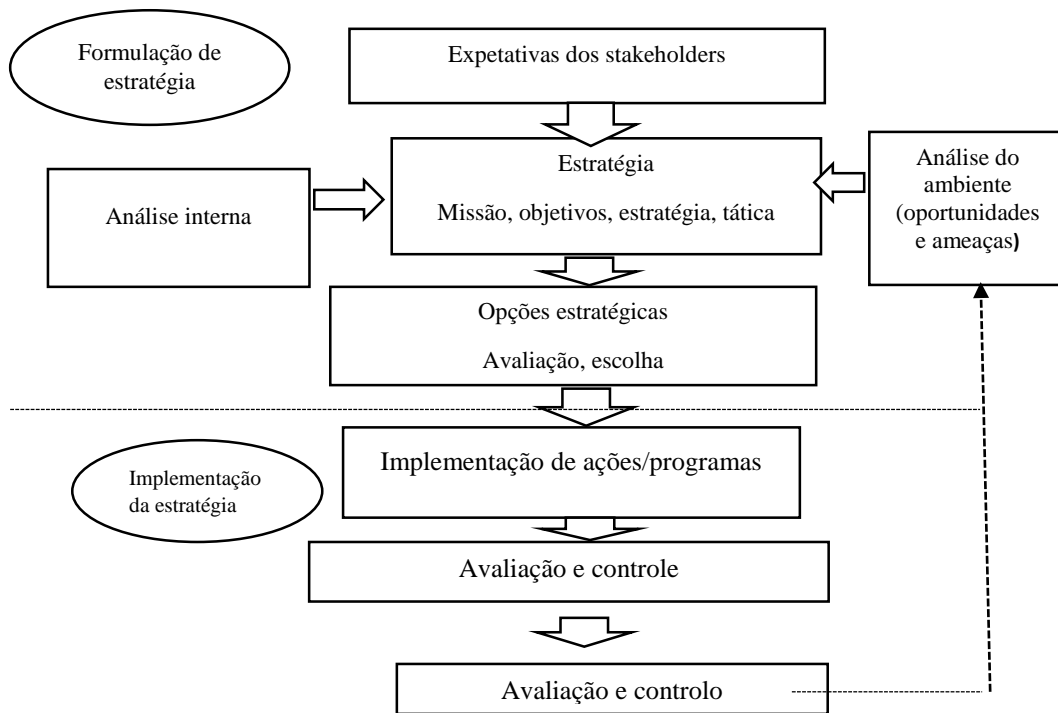 Formulação de
estratégia
Expetativas dos stakeholders
Estratégia
Missão, objetivos, estratégia, tática
Análise interna
Análise do
ambiente
(oportunidades
e ameaças)
Opções estratégicas
Avaliação, escolha
Implementação
da estratégia
Implementação de ações/programas
Avaliação e controle
Avaliação e controlo